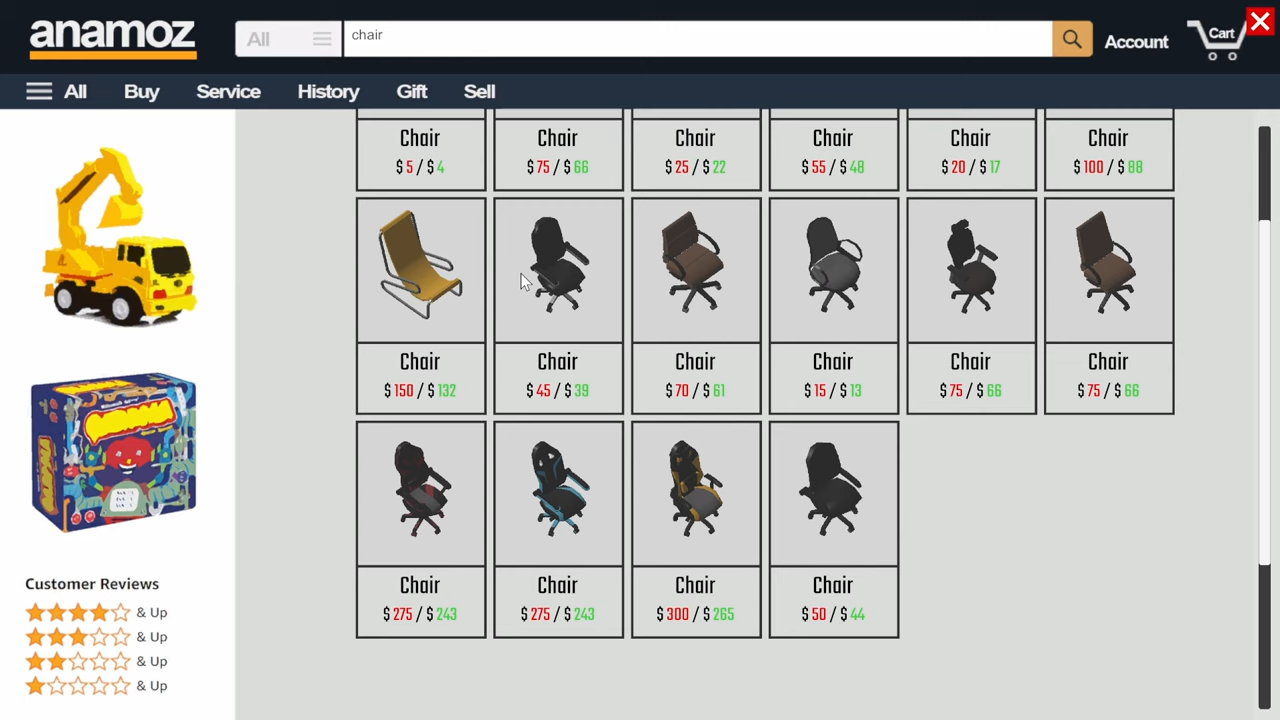 anamoz
All
chair
Account
Cart
All Buy Service History Gift Sell
Chair Chair Chair Chair Chair Chair
$ 5 / $ 4 $ 75 / $ 66 $ 25 / $ 22 $ 55 / $ 48 $ 20 / $ 17 $ 100 / $ 88
Chair Chair Chair Chair Chair Chair
$ 150 / $ 132 $ 45 / $ 39 $ 70 / $ 61 $ 15 / $ 13 $ 75 / $ 66 $ 75 / $ 66
Chair Chair Chair Chair
$ 275 / $ 243 $ 275 / $ 243 $ 300 / $ 265 $ 50 / $ 44
Customer Reviews
& Up
& Up
& Up
& Up